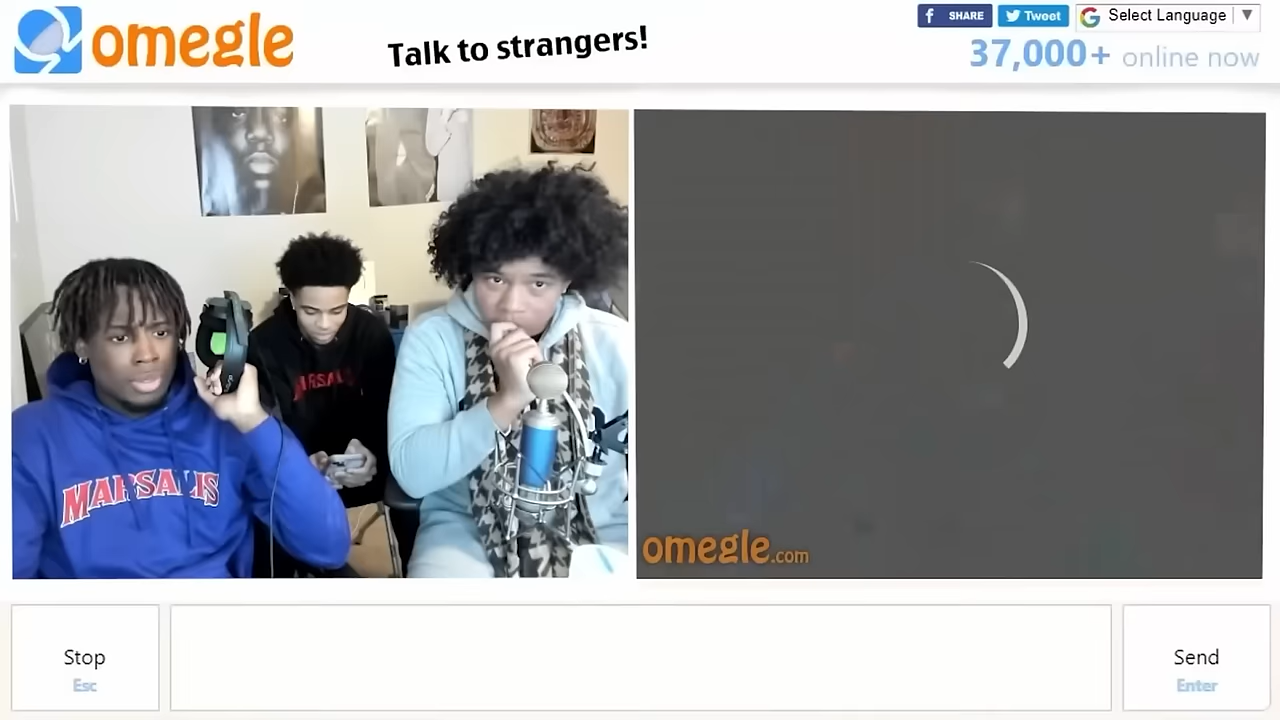 omegle
Talk to strangers!
f SHARE
Tweet
G Select Language ▼
37,000+ online now
MARSALIS
omegle.com
Stop
Esc
Send
Enter